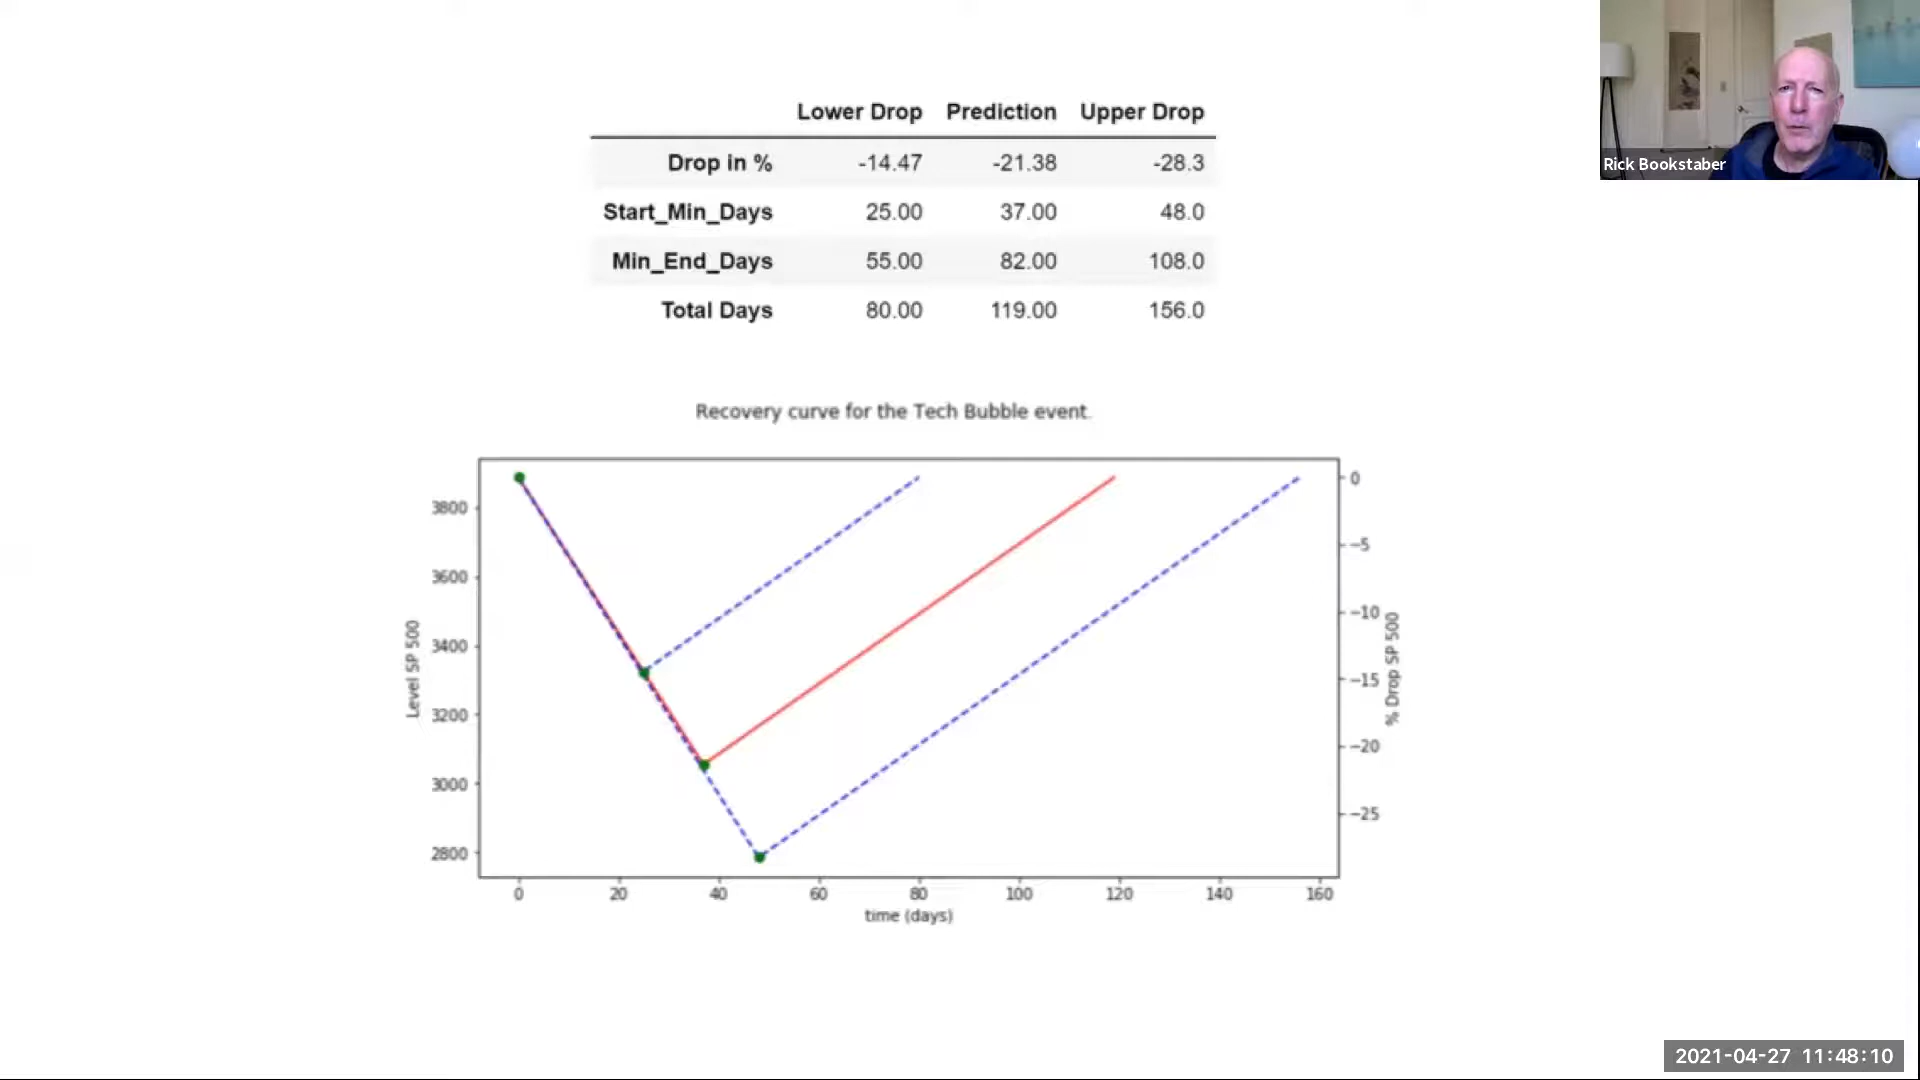 Lower Drop Prediction Upper Drop
Drop in % -14.47 -21.38 -28.3
Start_Min_Days 25.00 37.00 48.0
Min_End_Days 55.00 82.00 108.0
Total Days 80.00 119.00 156.0
Rick Bookstaber
Recovery curve for the Tech Bubble event.
Level SP 500
3800
3600
3400
3200
3000
2800
0
−5
−10
−15
−20
−25
% Drop SP 500
0 20 40 60 80 100 120 140 160
time (days)
2021-04-27 11:48:10